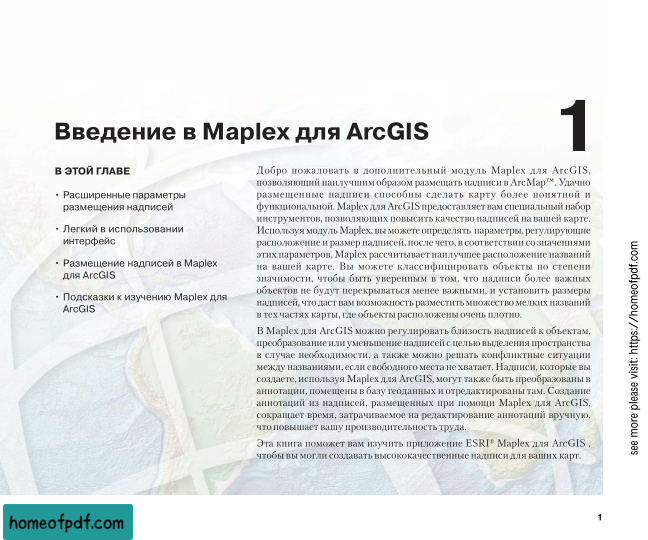 Введение в Maplex для ArcGIS
1
В ЭТОЙ ГЛАВЕ
• Расширенные параметры
размещения надписей
• Легкий в использовании
интерфейс
• Размещение надписей в Maplex
для ArcGIS
• Подсказки к изучению Maplex для
ArcGIS
Добро пожаловать в дополнительный модуль Maplex для ArcGIS,
позволяющий наилучшим образом размещать надписи в ArcMap™. Удачно
размещенные надписи способны сделать карту более понятной и
функциональной. Maplex для ArcGIS предоставляет вам специальный набор
инструментов, позволяющих повысить качество надписей на вашей карте.
Используя модуль Maplex, вы можете определять параметры, регулирующие
расположение и размер надписей, после чего, в соответствии со значениями
этих параметров, Maplex рассчитывает наилучшее расположение названий
на вашей карте. Вы можете классифицировать объекты по степени
значимости, чтобы быть уверенным в том, что надписи более важных
объектов не будут перекрываться менее важными, и установить размеры
надписей, что даст вам возможность разместить множество мелких названий
в тех частях карты, где объекты расположены очень плотно.
В Maplex для ArcGIS можно регулировать близость надписей к объектам,
преобразование или уменьшение надписей с целью выделения пространства
в случае необходимости, а также можно решать конфликтные ситуации
между названиями, если свободного места не хватает. Надписи, которые вы
создаете, используя Maplex для ArcGIS, могут также быть преобразованы в
аннотации, помещены в базу геоданных и отредактированы там. Создание
аннотаций из надписей, размещенных при помощи Maplex для ArcGIS,
сокращает время, затрачиваемое на редактирование аннотаций вручную,
что повышает вашу производительность труда.
Эта книга поможет вам изучить приложение ESRI® Maplex для ArcGIS ,
чтобы вы могли создавать высококачественные надписи для ваших карт.
see more please visit: https://homeofpdf.com
1
homeofpdf.com